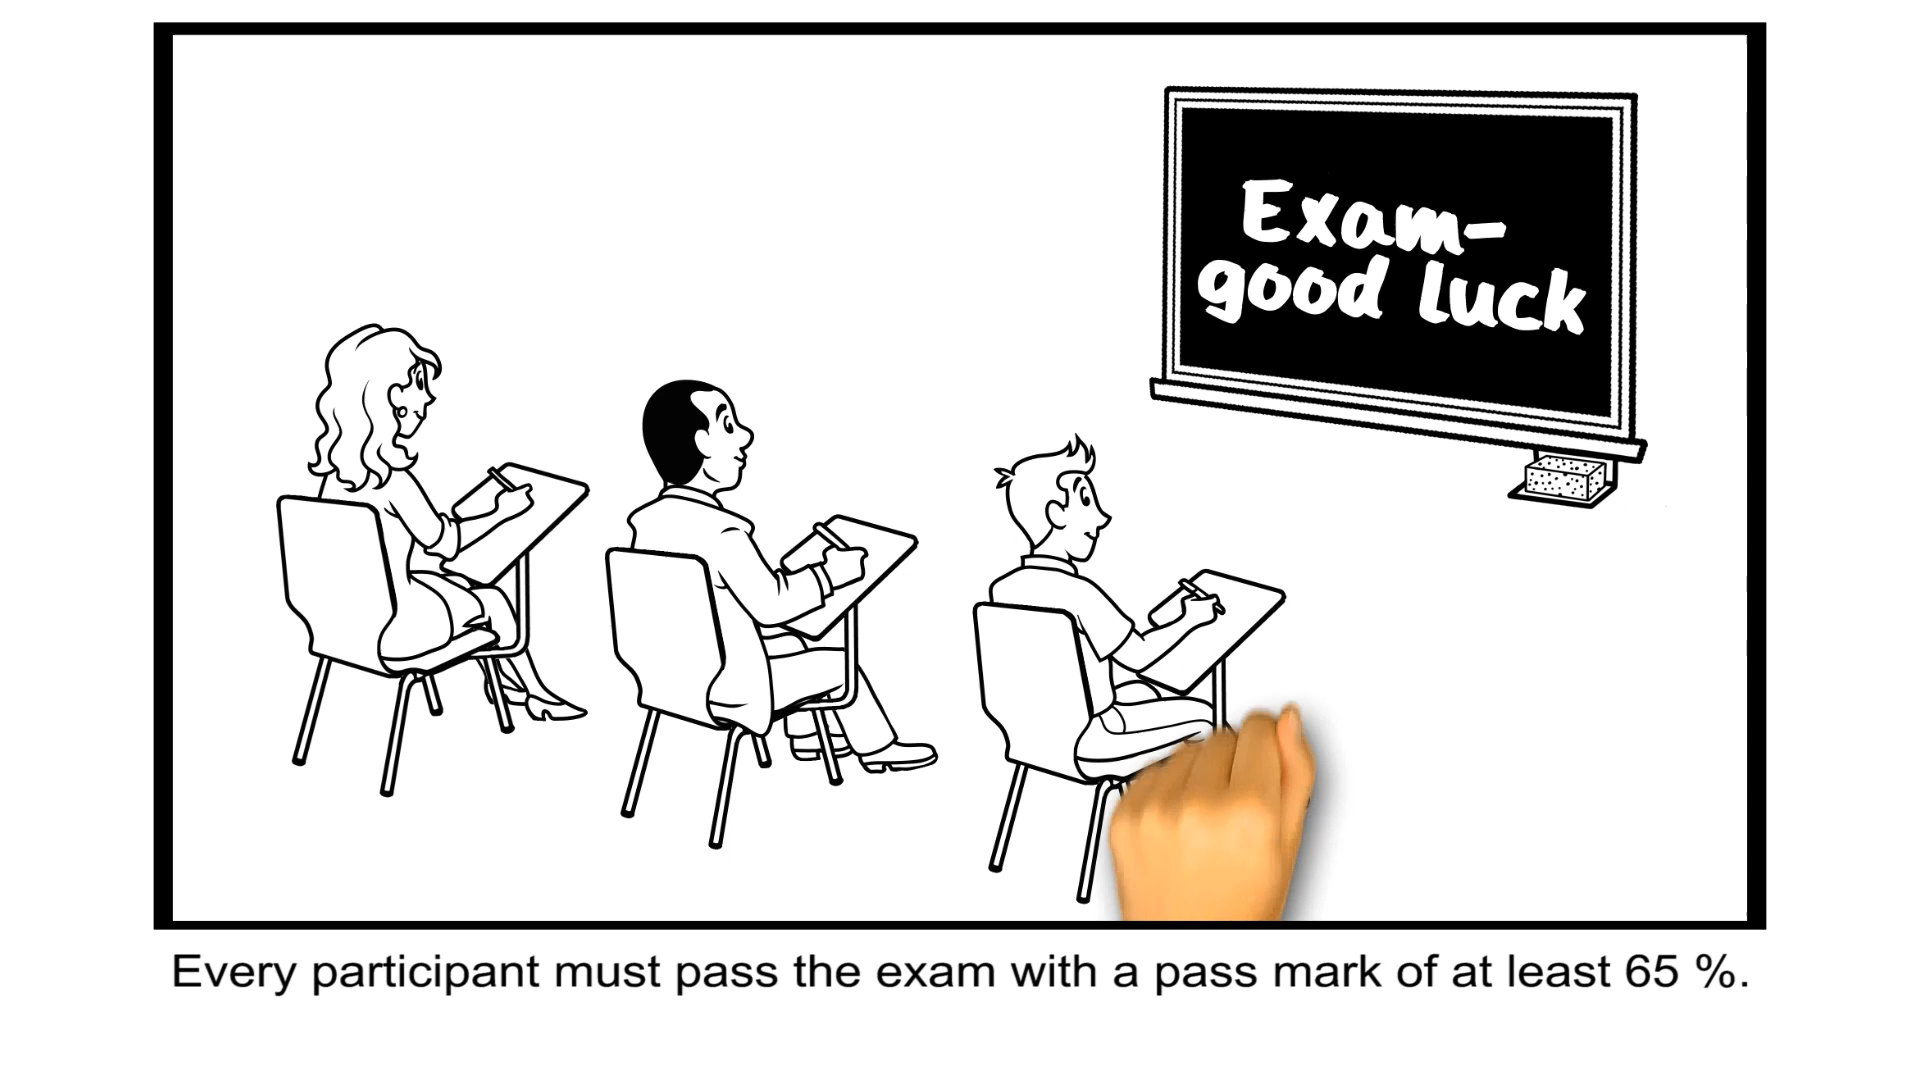 Exam-
good luck
Every participant must pass the exam with a pass mark of at least 65 %.